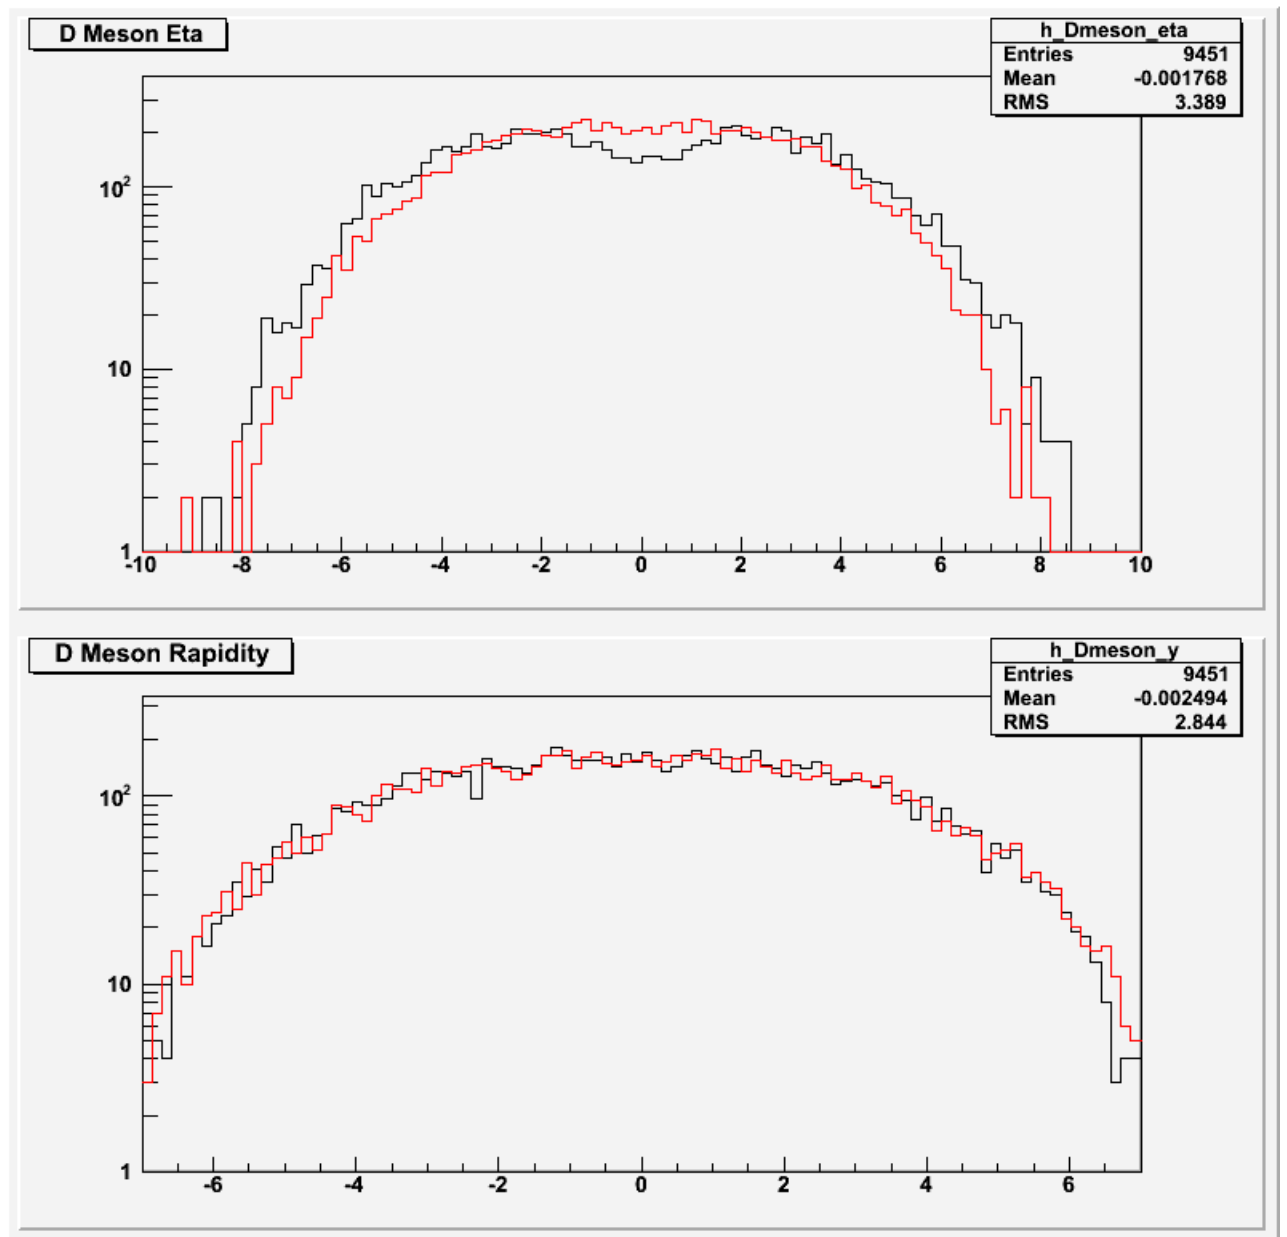 D Meson Eta
h_Dmeson_eta
Entries 9451
Mean -0.001768
RMS 3.389
10²
10
1
-10 -8 -6 -4 -2 0 2 4 6 8 10
D Meson Rapidity
h_Dmeson_y
Entries 9451
Mean -0.002494
RMS 2.844
10²
10
1
-6 -4 -2 0 2 4 6